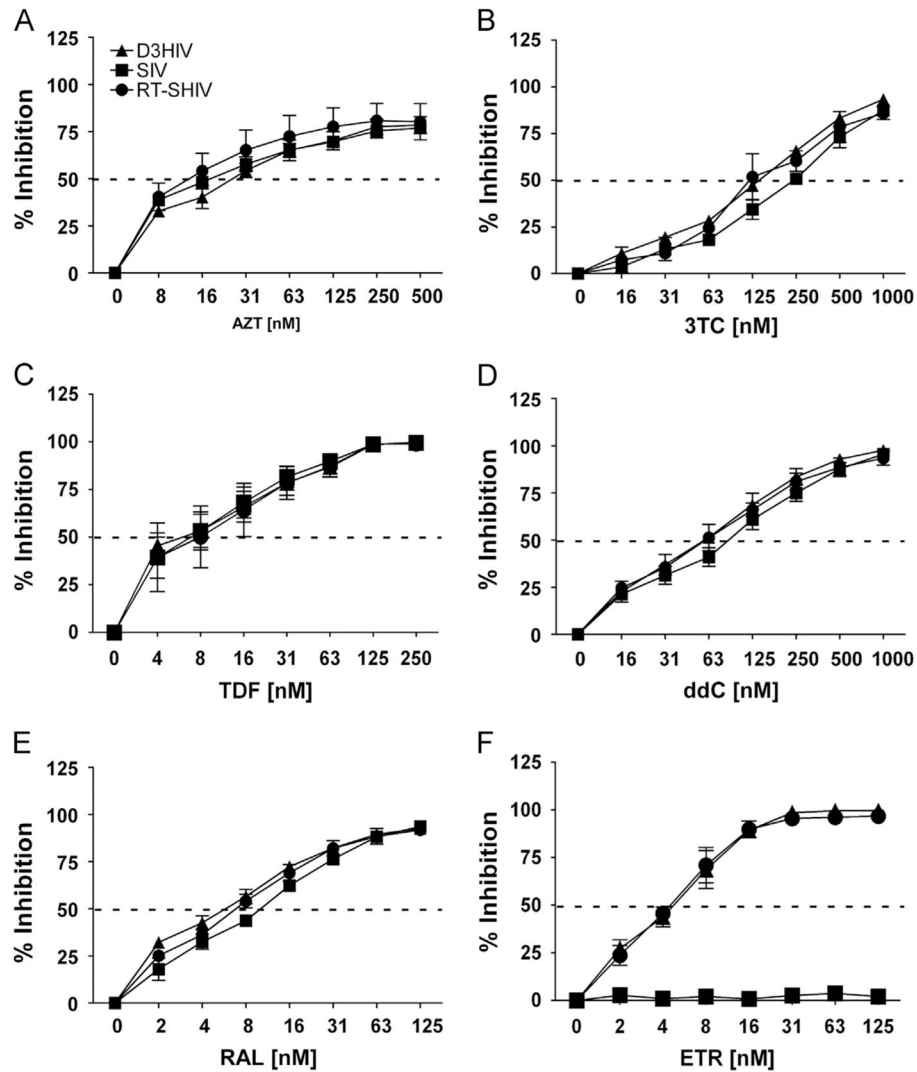 A
125
100
75
50
25
0
% Inhibition
D3HIV
SIV
RT-SHIV
0 8 16 31 63 125 250 500
AZT [nM]
B
125
100
75
50
25
0
% Inhibition
0 16 31 63 125 250 500 1000
3TC [nM]
C
125
100
75
50
25
0
% Inhibition
0 4 8 16 31 63 125 250
TDF [nM]
D
125
100
75
50
25
0
% Inhibition
0 16 31 63 125 250 500 1000
ddC [nM]
E
125
100
75
50
25
0
% Inhibition
0 2 4 8 16 31 63 125
RAL [nM]
F
125
100
75
50
25
0
% Inhibition
0 2 4 8 16 31 63 125
ETR [nM]